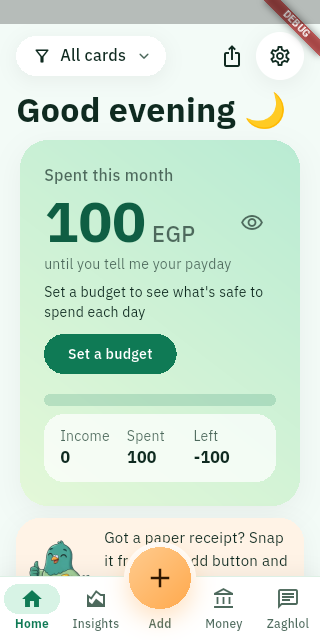 DEBUG
All cards
Good evening 🌙
Spent this month
100 EGP
until you tell me your payday
Set a budget to see what's safe to
spend each day
Set a budget
Income Spent Left
0 100 -100
Got a paper receipt? Snap
dd button and
Home Insights Add Money Zaghlol